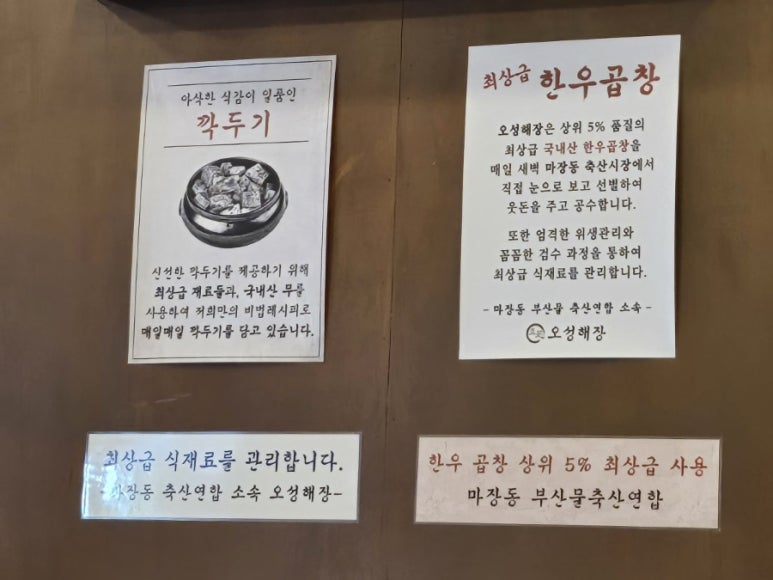 아삭한 식감이 일품인
깍두기
신선한 깍두기를 제공하기 위해
최상급 재료들과, 국내산 무를
사용하여 저희만의 비법레시피로
매일매일 깍두기를 담고 있습니다.
최상급 한우곱창
오성해장은 상위 5% 품질의
최상급 국내산 한우곱창을
매일 새벽 마장동 축산시장에서
직접 눈으로 보고 선별하여
웃돈을 주고 공수합니다.
또한 엄격한 위생관리와
꼼꼼한 검수 과정을 통하여
최상급 식재료를 관리합니다.
- 마장동 부산물 축산연합 소속 -
오성해장
최상급 식재료를 관리합니다.
-마장동 축산연합 소속 오성해장-
한우 곱창 상위 5% 최상급 사용
마장동 부산물축산연합